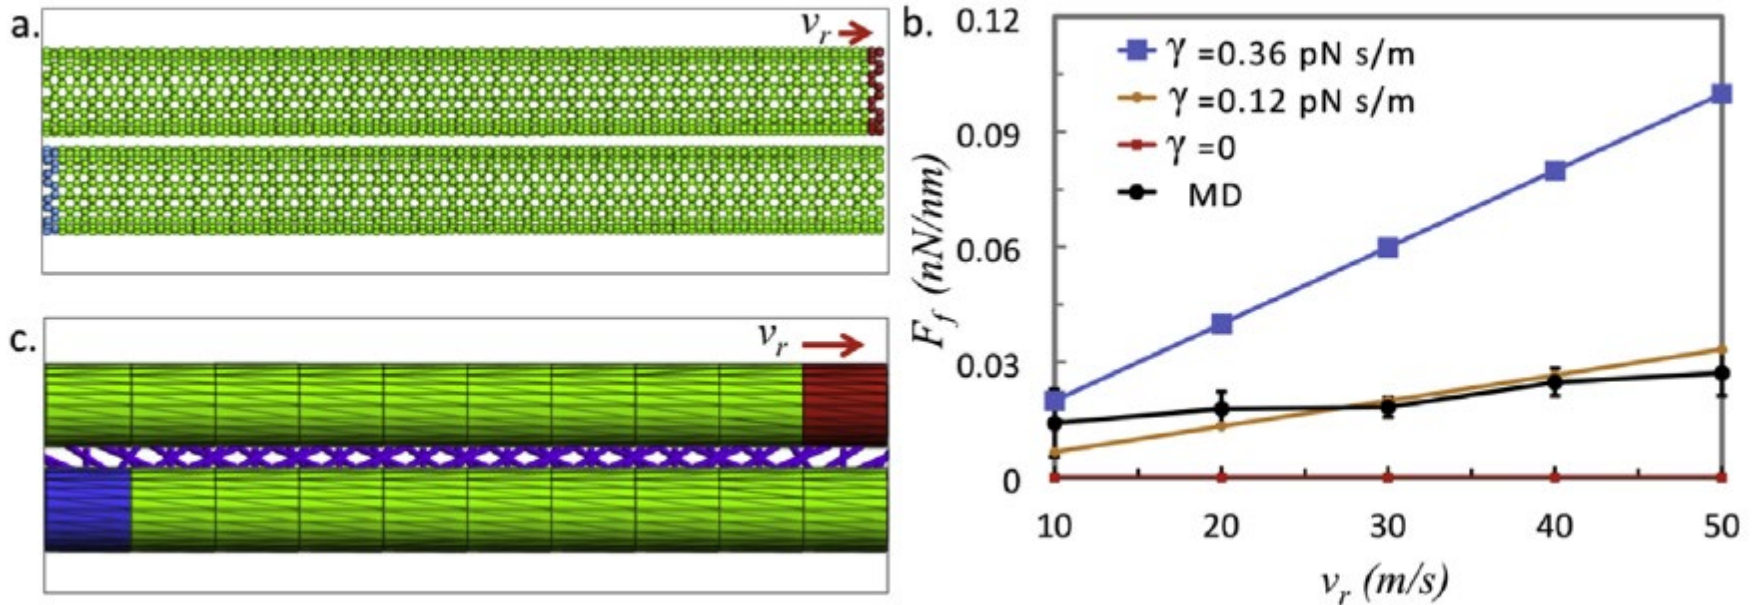 a.
v_r
b.
0.12
0.09
0.06
0.03
0
F_f (nN/nm)
γ =0.36 pN s/m
γ =0.12 pN s/m
γ =0
MD
10 20 30 40 50
v_r (m/s)
c.
v_r